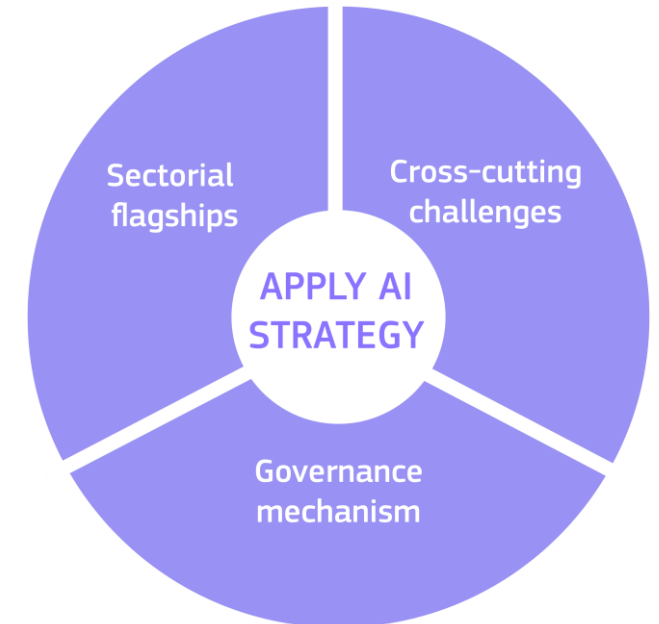 Sectorial
flagships
Cross-cutting
challenges
APPLY AI
STRATEGY
Governance
mechanism